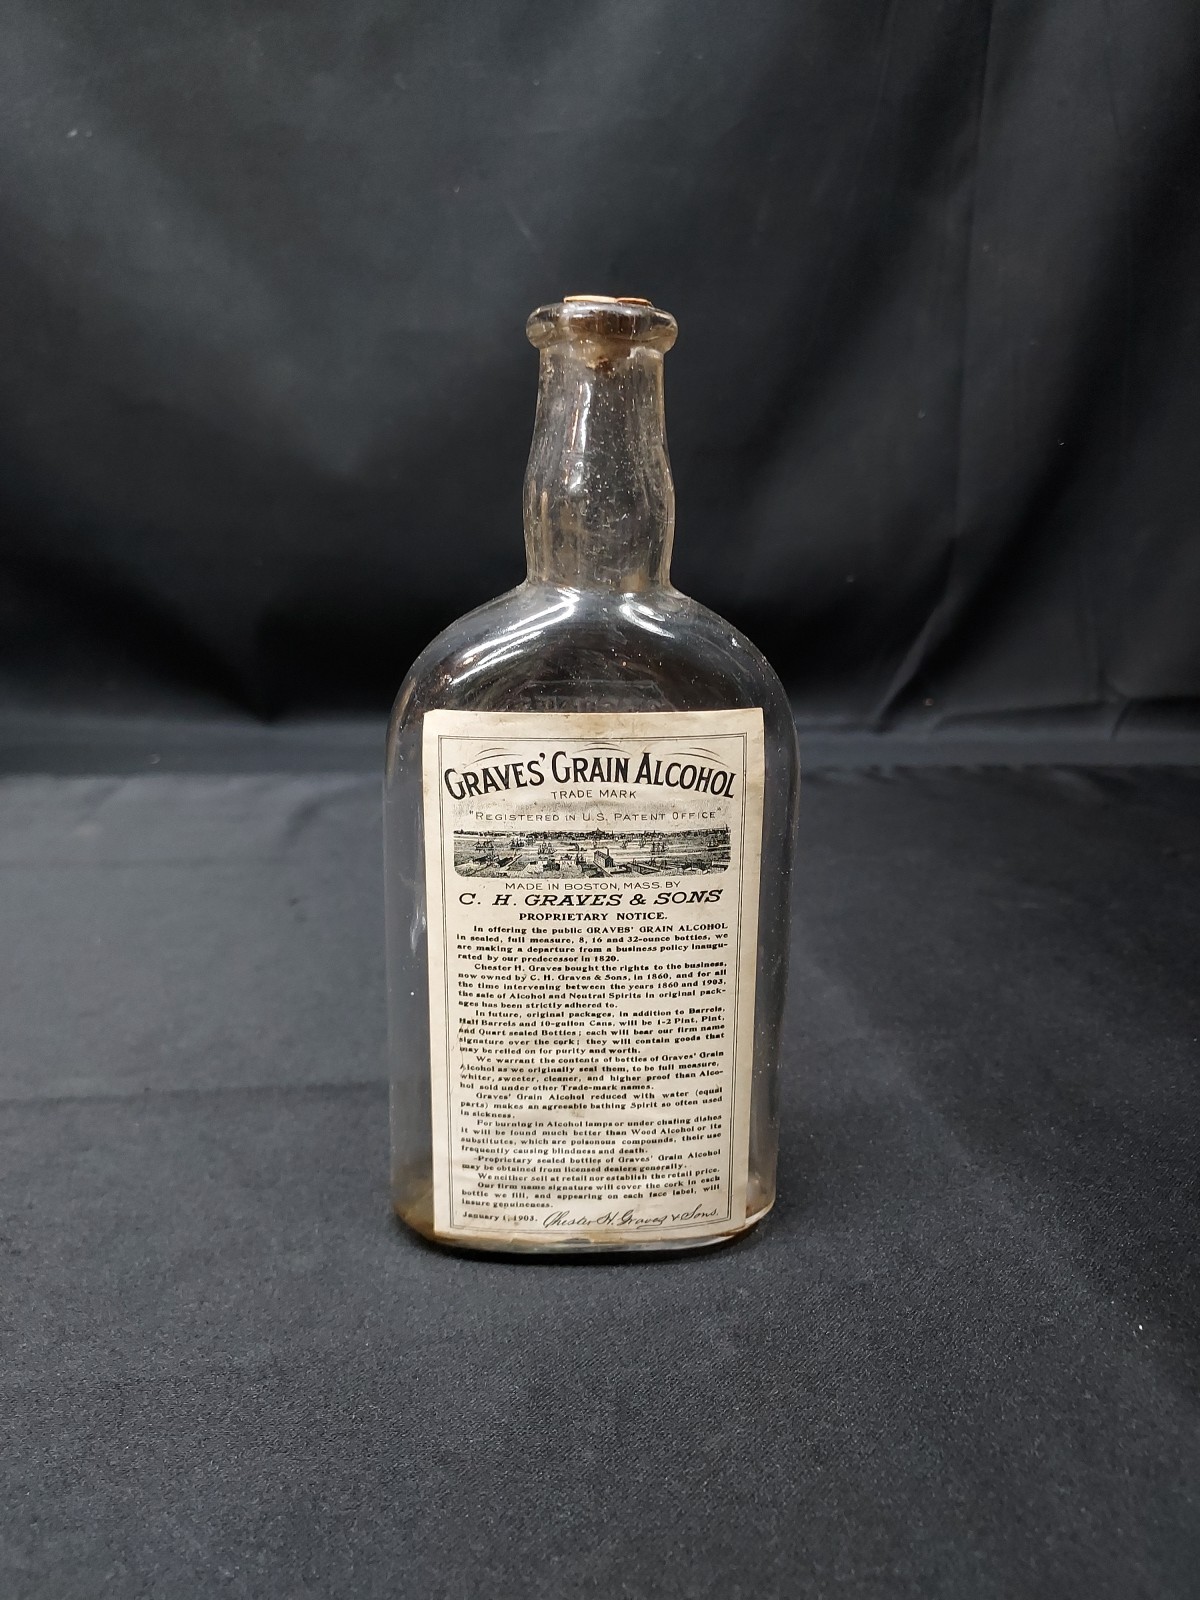 GRAVES' GRAIN ALCOHOL
TRADE MARK
"REGISTERED IN U.S. PATENT OFFICE"
MADE IN BOSTON, MASS. BY
C. H. GRAVES & SONS
PROPRIETARY NOTICE.
In offering the public GRAVES' GRAIN ALCOHOL
in sealed, full measure, 8, 16 and 32-ounce bottles, we
are making a departure from a business policy inaugu-
rated by our predecessor in 1820.
Chester H. Graves bought the rights to the business,
now owned by C. H. Graves & Sons, in 1860, and for all
the time intervening between the years 1860 and 1903,
the sale of Alcohol and Neutral Spirits in original pack-
ages has been strictly adhered to.
In future, original packages, in addition to Barrels,
Half Barrels and 10-gallon Cans, will be 1-2 Pint, Pint,
and Quart sealed Bottles; each will bear our firm name
signature over the cork; they will contain goods that
may be relied on for purity and worth.
We warrant the contents of bottles of Graves' Grain
Alcohol as we originally seal them, to be full measure,
whiter, sweeter, cleaner, and higher proof than Alco-
hol sold under other Trade-mark names.
Graves' Grain Alcohol reduced with water (equal
parts) makes an agreeable bathing Spirit so often used
in sickness.
For burning in Alcohol lamps or under chafing dishes
it will be found much better than Wood Alcohol or its
substitutes, which are poisonous compounds, their use
frequently causing blindness and death.
Proprietary sealed bottles of Graves' Grain Alcohol
may be obtained from licensed dealers generally.
We neither sell at retail nor establish the retail price.
Our firm name signature will cover the cork in each
bottle we fill, and appearing on each face label, will
insure genuineness.
January 1, 1903. Chester H. Graves & Sons.